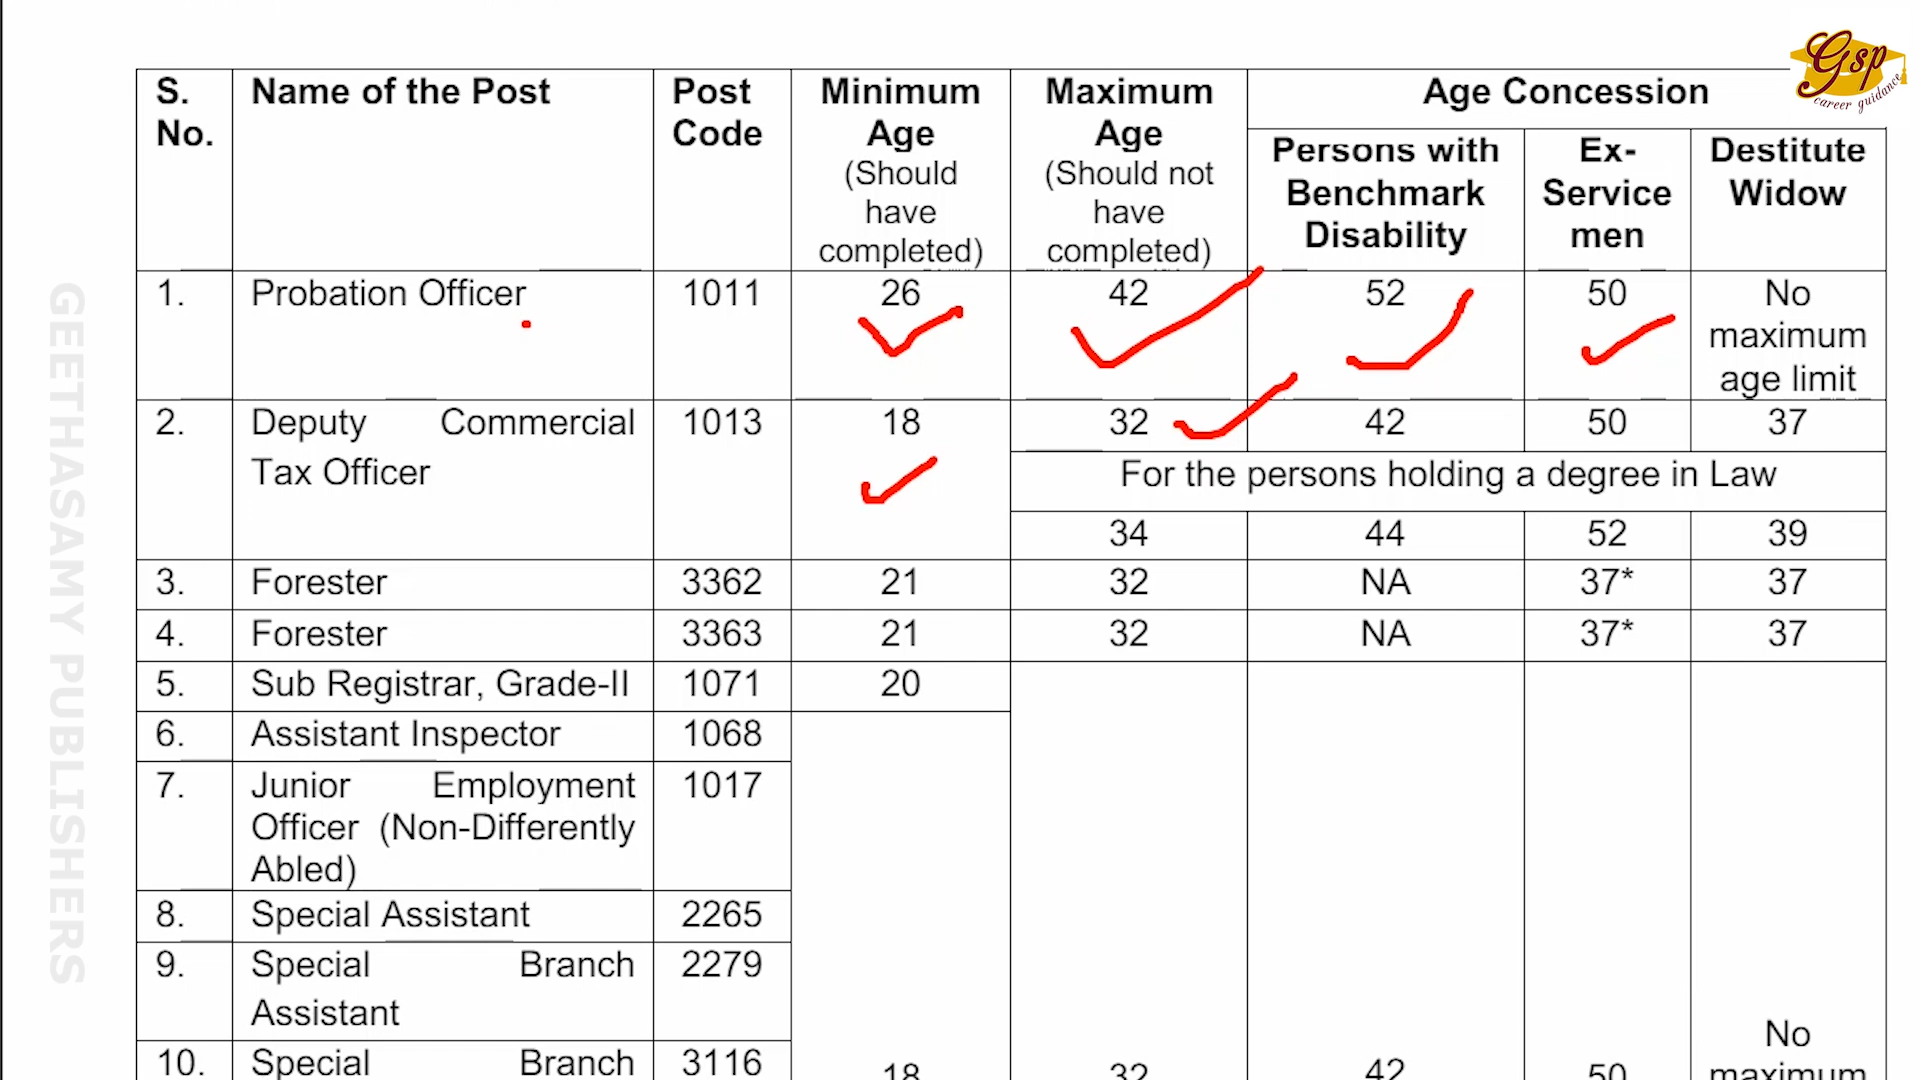 Gsp
career guidance
GEETHASAMY PUBLISHERS
S. No. Name of the Post Post Code Minimum Age (Should have completed) Maximum Age (Should not have completed) Age Concession
Persons with Benchmark Disability Ex-Service men Destitute Widow
1. Probation Officer 1011 26 42 52 50 No maximum age limit
2. Deputy Commercial Tax Officer 1013 18 32 42 50 37
For the persons holding a degree in Law
34 44 52 39
3. Forester 3362 21 32 NA 37* 37
4. Forester 3363 21 32 NA 37* 37
5. Sub Registrar, Grade-II 1071 20
6. Assistant Inspector 1068
7. Junior Employment Officer (Non-Differently Abled) 1017
8. Special Assistant 2265
9. Special Branch Assistant 2279
10. Special Branch 3116 18 32 42 50 No maximum